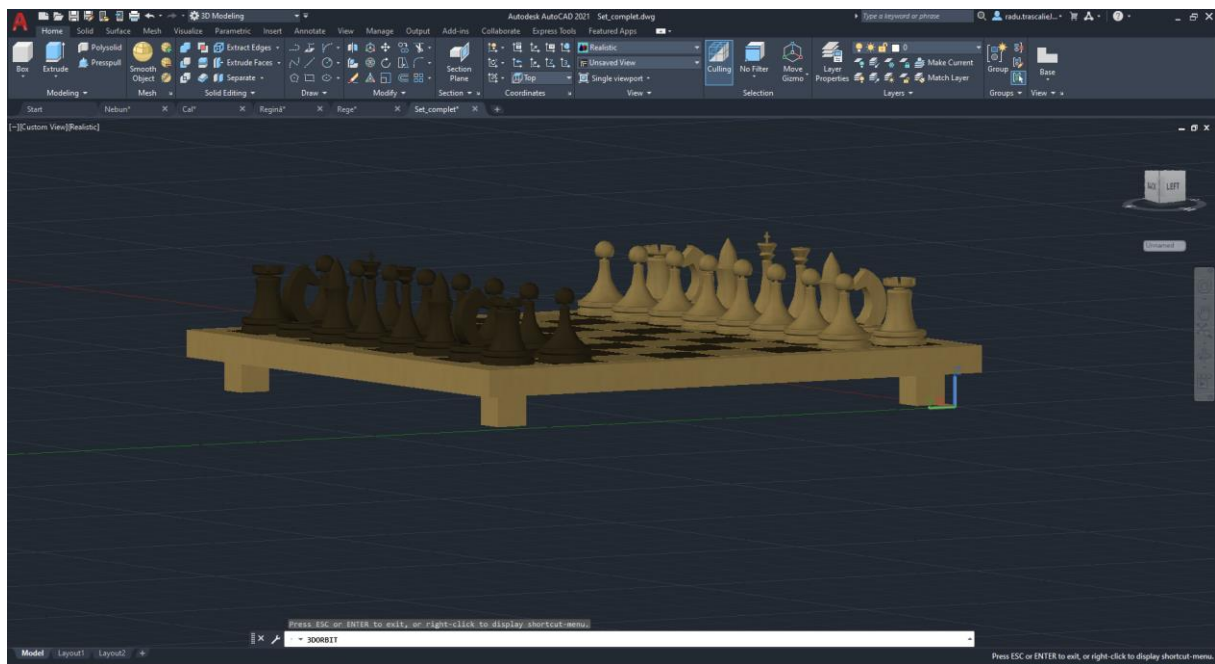 3D Modeling
Autodesk AutoCAD 2021 Set_complet.dwg
Type a keyword or phrase
radu.trascaliel...
Home Solid Surface Mesh Visualize Parametric Insert Annotate View Manage Output Add-ins Collaborate Express Tools Featured Apps
Box
Extrude
Polysolid
Presspull
Smooth Object
Extract Edges
Extrude Faces
Separate
Section Plane
Top
Realistic
Unsaved View
Single viewport
Culling
No Filter
Move Gizmo
Layer Properties
0
Make Current
Match Layer
Group
Base
Modeling Mesh Solid Editing Draw Modify Section Coordinates View Selection Layers Groups View
Start Nebun* Cal* Regină* Rege* Set_complet*
[−][Custom View][Realistic]
LEFT
Unnamed
Press ESC or ENTER to exit, or right-click to display shortcut-menu.
3DORBIT
Model Layout1 Layout2 +
Press ESC or ENTER to exit, or right-click to display shortcut-menu.